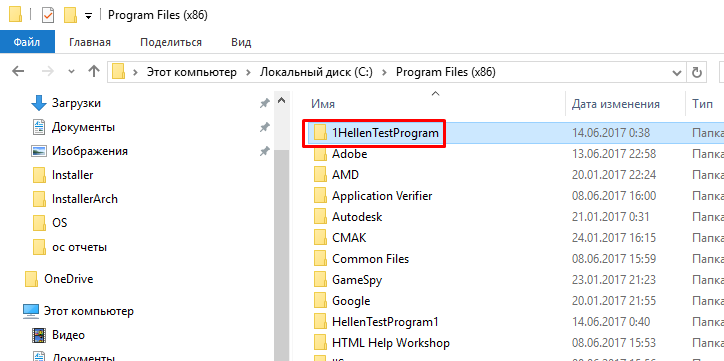 Program Files (x86)
Файл Главная Поделиться Вид
Этот компьютер Локальный диск (C:) Program Files (x86)
Загрузки
Документы
Изображения
Installer
InstallerArch
OS
ос отчеты
OneDrive
Этот компьютер
Видео
Документы
Имя Дата изменения Тип
1HellenTestProgram 14.06.2017 0:38 Папка
Adobe 13.06.2017 22:58 Папка
AMD 20.01.2017 22:24 Папка
Application Verifier 08.06.2017 16:00 Папка
Autodesk 21.01.2017 0:31 Папка
CMAK 24.01.2017 16:15 Папка
Common Files 08.06.2017 15:59 Папка
GameSpy 23.01.2017 21:23 Папка
Google 20.01.2017 21:55 Папка
HellenTestProgram1 14.06.2017 0:40 Папка
HTML Help Workshop 08.06.2017 15:53 Папка